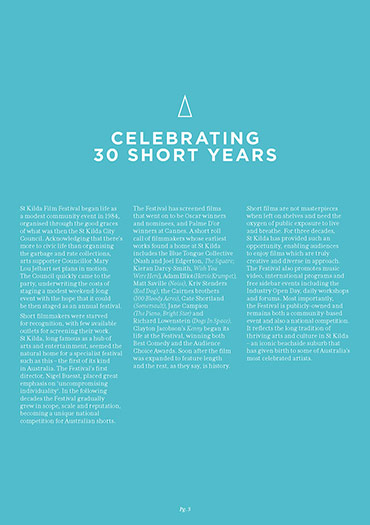 CELEBRATING
30 SHORT YEARS
St Kilda Film Festival began life as
a modest community event in 1984,
organised through the good graces
of what was then the St Kilda City
Council. Acknowledging that there's
more to civic life than organising
the garbage and rate collections,
arts supporter Councillor Mary
Lou Jelbart set plans in motion.
The Council quickly came to the
party, underwriting the costs of
staging a modest weekend-long
event with the hope that it could
be then staged as an annual festival.
Short filmmakers were starved
for recognition, with few available
outlets for screening their work.
St Kilda, long famous as a hub of
arts and entertainment, seemed the
natural home for a specialist festival
such as this - the first of its kind
in Australia. The Festival's first
director, Nigel Buesst, placed great
emphasis on 'uncompromising
individuality'. In the following
decades the Festival gradually
grew in scope, scale and reputation,
becoming a unique national
competition for Australian shorts.
The Festival has screened films
that went on to be Oscar winners
and nominees, and Palme D'or
winners at Cannes. A short roll
call of filmmakers whose earliest
works found a home at St Kilda
includes the Blue Tongue Collective
(Nash and Joel Edgerton, The Square;
Kieran Darcy-Smith, Wish You
Were Here), Adam Elliot (Harvie Krumpet),
Matt Saville (Noise), Kriv Stenders
(Red Dog), the Cairnes brothers
(100 Bloody Acres), Cate Shortland
(Somersault), Jane Campion
(The Piano, Bright Star) and
Richard Lowenstein (Dogs In Space).
Clayton Jacobson's Kenny began its
life at the Festival, winning both
Best Comedy and the Audience
Choice Awards. Soon after the film
was expanded to feature length
and the rest, as they say, is history.
Short films are not masterpieces
when left on shelves and need the
oxygen of public exposure to live
and breathe. For three decades,
St Kilda has provided such an
opportunity, enabling audiences
to enjoy films which are truly
creative and diverse in approach.
The Festival also promotes music
video, international programs and
free sidebar events including the
Industry Open Day, daily workshops
and forums. Most importantly,
the Festival is publicly-owned and
remains both a community-based
event and also a national competition.
It reflects the long tradition of
thriving arts and culture in St Kilda
- an iconic beachside suburb that
has given birth to some of Australia's
most celebrated artists.
Pg. 3